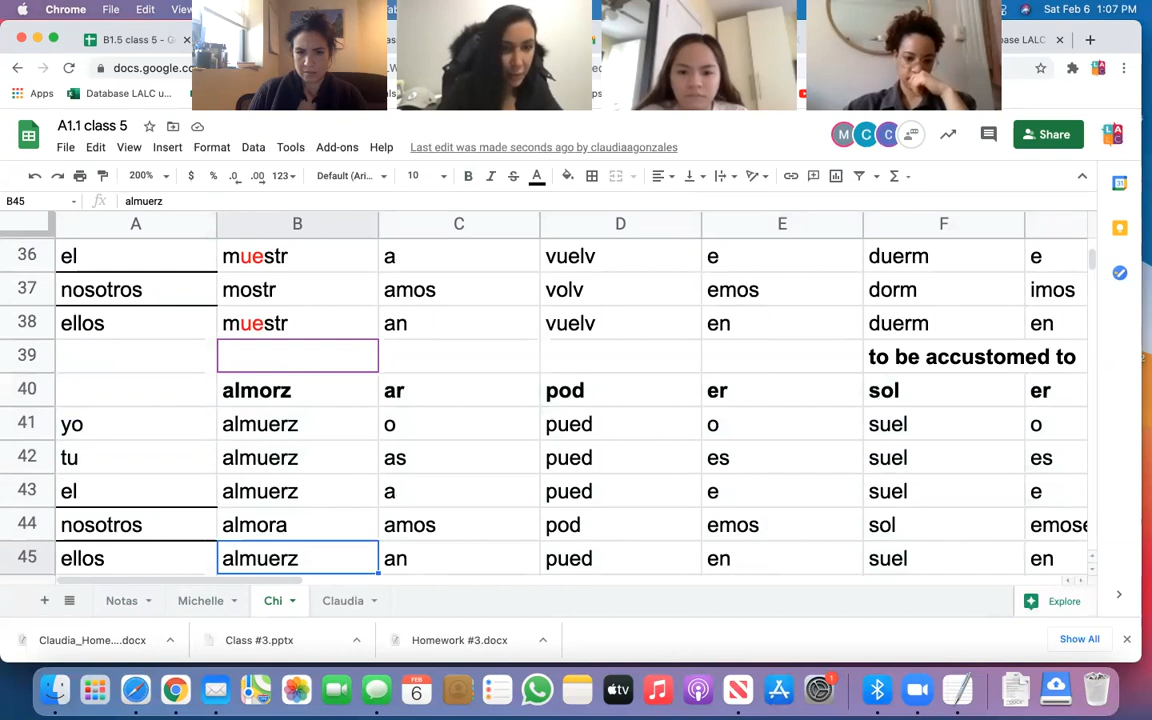 Chrome File Edit View Sat Feb 6 1:07 PM
B1.5 class 5 - G LALC
docs.google.co
Apps Database LALC u...
A1.1 class 5
File Edit View Insert Format Data Tools Add-ons Help Last edit was made seconds ago by claudiaagonzales
M C C Share
200% $ % .0 .00 123 Default (Ari... 10 B I S A
B45 fx almuerz
A B C D E F
36 el muestr a vuelv e duerm e
37 nosotros mostr amos volv emos dorm imos
38 ellos muestr an vuelv en duerm en
39 to be accustomed to
40 almorz ar pod er sol er
41 yo almuerz o pued o suel o
42 tu almuerz as pued es suel es
43 el almuerz a pued e suel e
44 nosotros almora amos pod emos sol emose
45 ellos almuerz an pued en suel en
Notas Michelle Chi Claudia Explore
Claudia_Home....docx Class #3.pptx Homework #3.docx Show All
FEB 6 tv 1